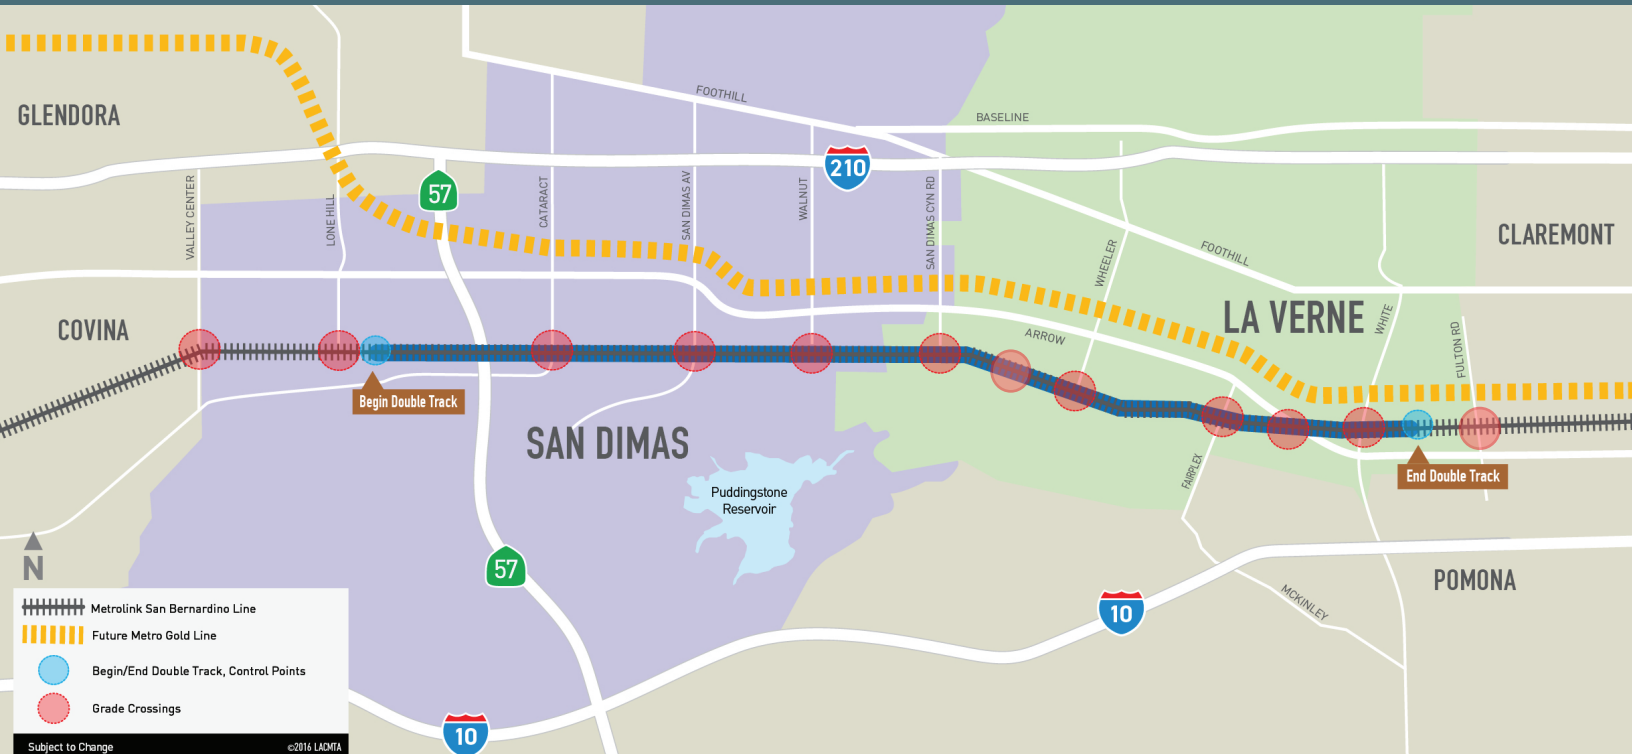 FOOTHILL
BASELINE
GLENDORA
210
57
VALLEY CENTER
LONE HILL
CATARACT
SAN DIMAS AV
WALNUT
SAN DIMAS CYN RD
WHEELER
FOOTHILL
CLAREMONT
COVINA
ARROW
LA VERNE
WHITE
FULTON RD
Begin Double Track
SAN DIMAS
FAIRPLEX
End Double Track
Puddingstone
Reservoir
N
57
10
MCKINLEY
POMONA
Metrolink San Bernardino Line
Future Metro Gold Line
Begin/End Double Track, Control Points
Grade Crossings
10
Subject to Change
©2016 LACMTA